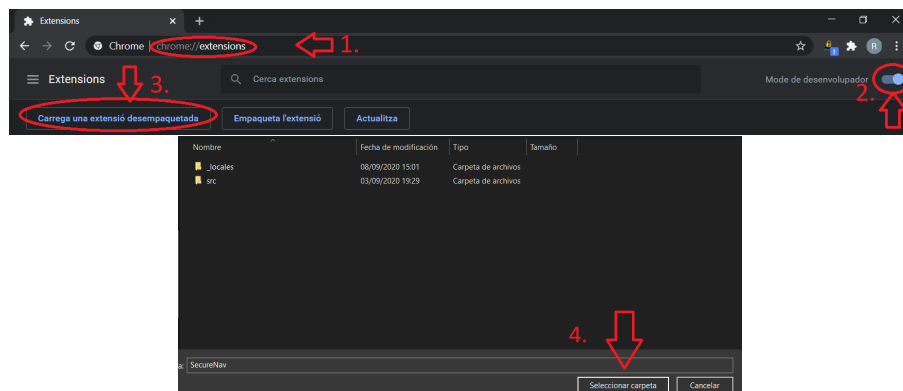 Extensions
Chrome | chrome://extensions 1.
Extensions 3. Cerca extensions Mode de desenvolupador 2.
Carrega una extensió desempaquetada Empaqueta l'extensió Actualitza
Nombre Fecha de modificación Tipo Tamaño
_locales 08/09/2020 15:01 Carpeta de archivos
src 03/09/2020 19:29 Carpeta de archivos
4.
a: SecureNav
Seleccionar carpeta Cancelar